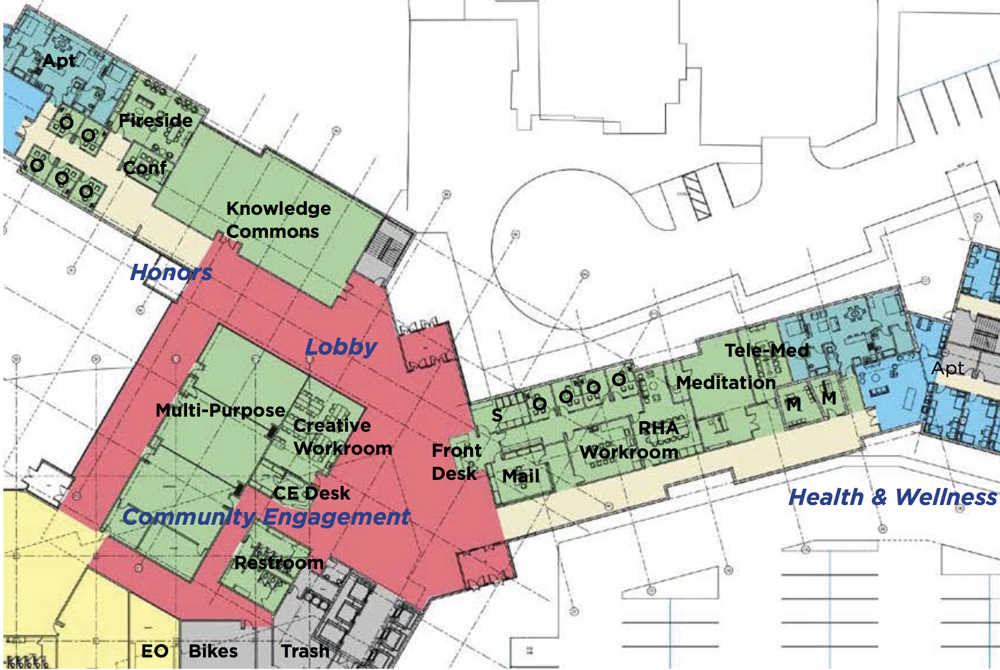 Apt
Fireside
O
O
O
O
O
Conf
Knowledge
Commons
Honors
Lobby
Multi-Purpose
Creative
Workroom
CE Desk
Community Engagement
Restroom
EO
Bikes
Trash
Front
Desk
S
O
O
O
O
Mail
Workroom
RHA
Meditation
Tele-Med
M
M
Apt
Health & Wellness